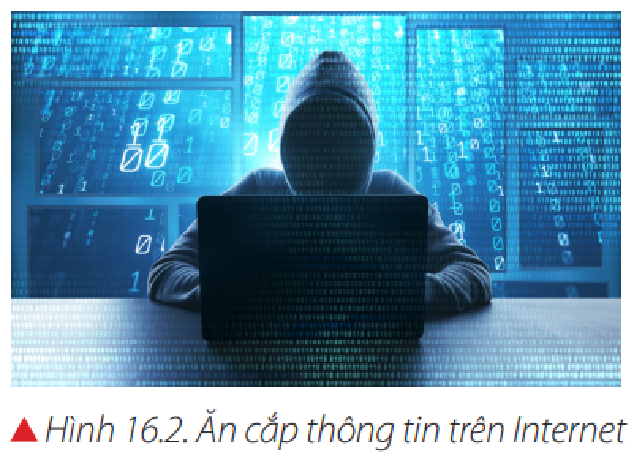 ▲ Hình 16.2. Ăn cắp thông tin trên Internet